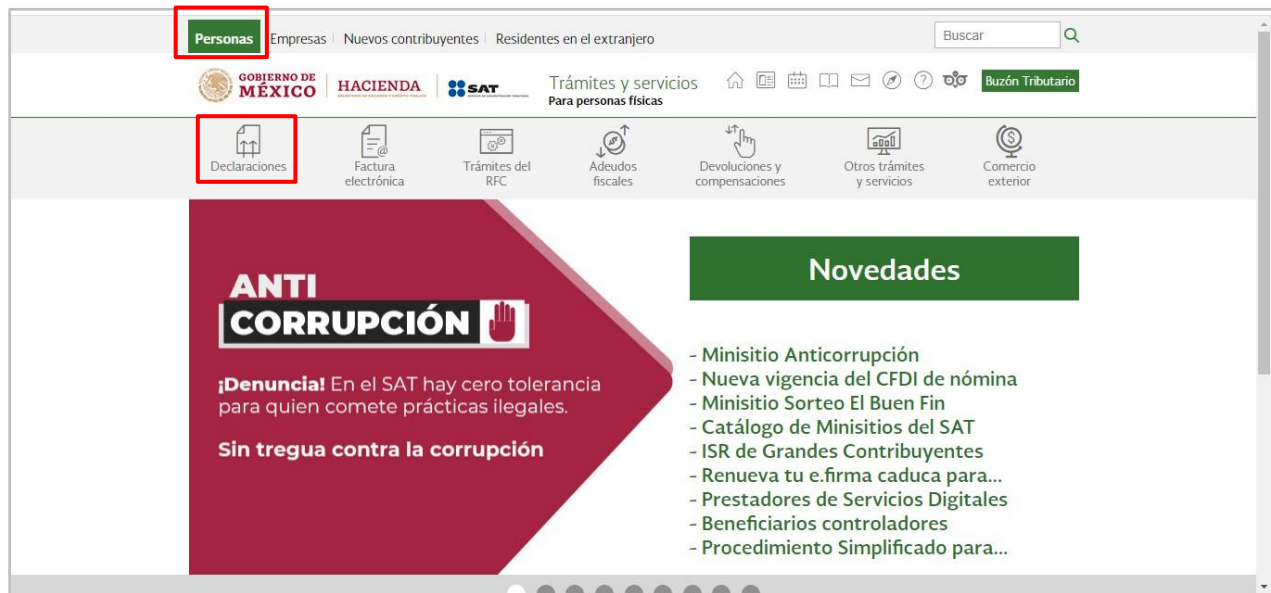 Personas Empresas Nuevos contribuyentes Residentes en el extranjero Buscar
GOBIERNO DE
MÉXICO
HACIENDA
SAT
Trámites y servicios
Para personas físicas
Buzón Tributario
Declaraciones
Factura
electrónica
Trámites del
RFC
Adeudos
fiscales
Devoluciones y
compensaciones
Otros trámites
y servicios
Comercio
exterior
ANTI
CORRUPCIÓN
¡Denuncia! En el SAT hay cero tolerancia
para quien comete prácticas ilegales.
Sin tregua contra la corrupción
Novedades
- Minisitio Anticorrupción
- Nueva vigencia del CFDI de nómina
- Minisitio Sorteo El Buen Fin
- Catálogo de Minisitios del SAT
- ISR de Grandes Contribuyentes
- Renueva tu e.firma caduca para...
- Prestadores de Servicios Digitales
- Beneficiarios controladores
- Procedimiento Simplificado para...